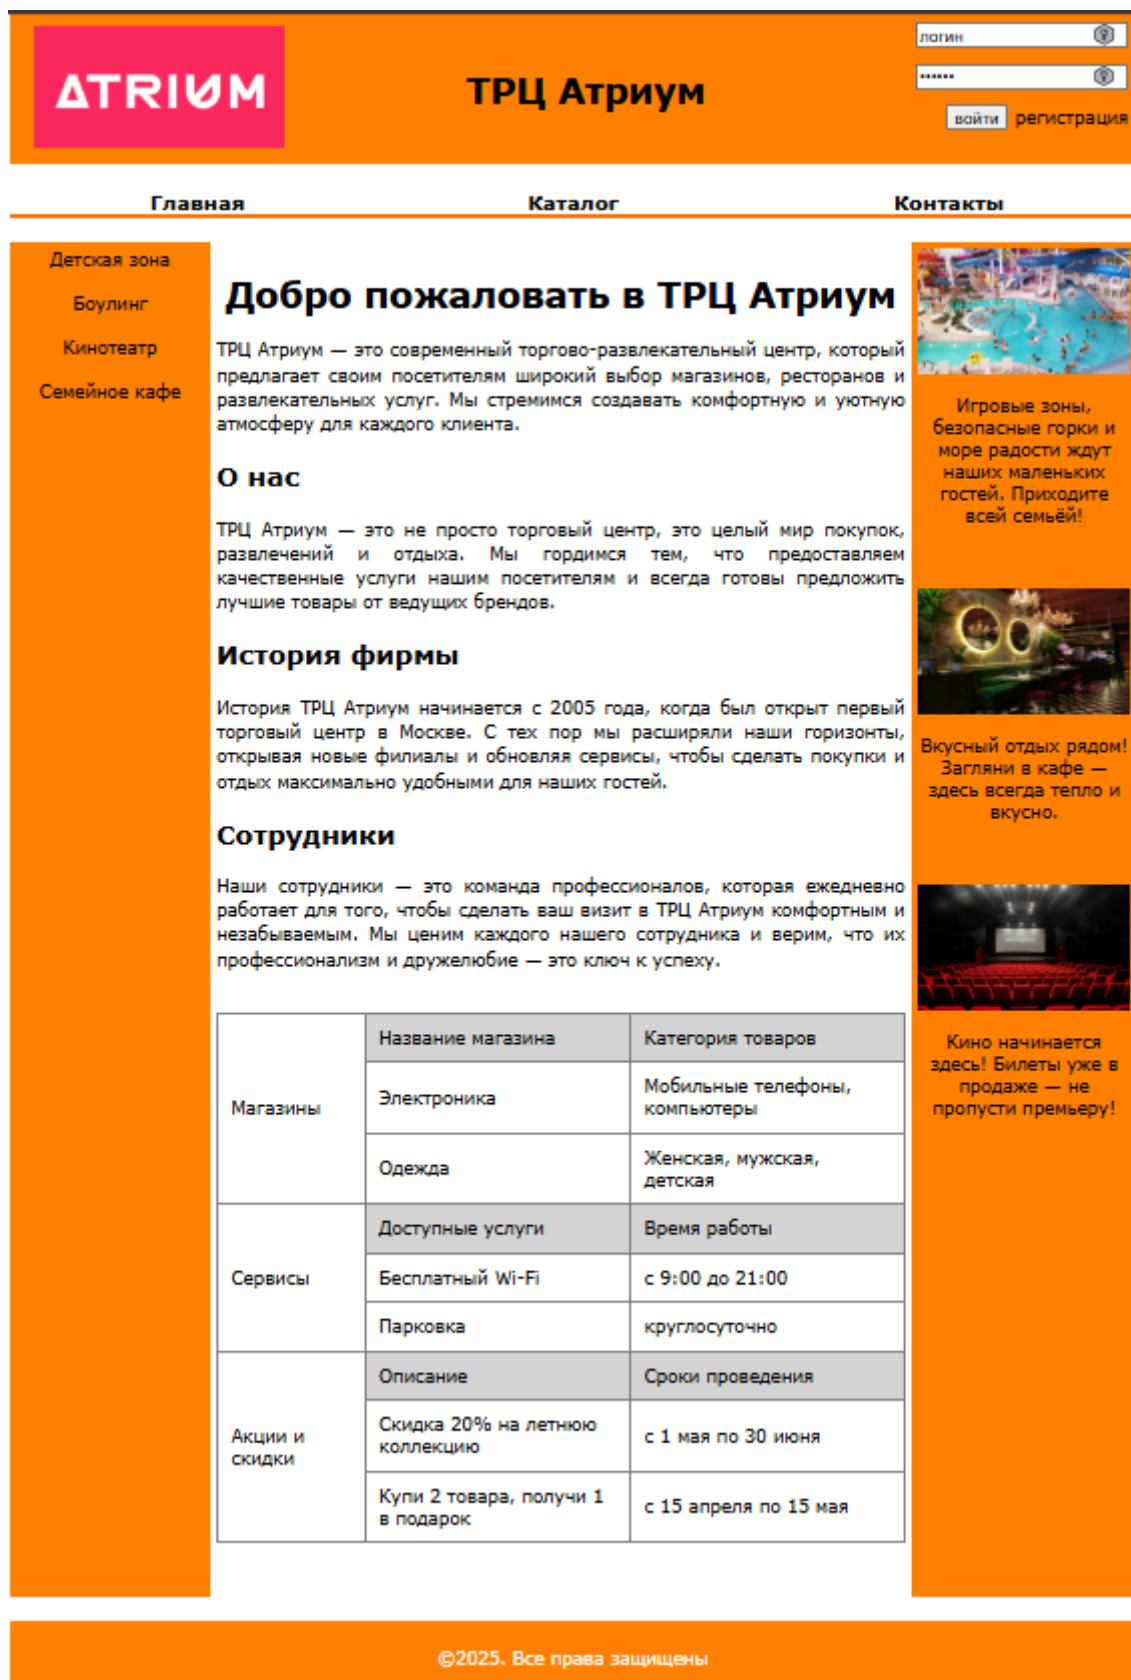 ATRIUM
ТРЦ Атриум
логин
••••••
войти регистрация
Главная Каталог Контакты
Детская зона
Боулинг
Кинотеатр
Семейное кафе
Добро пожаловать в ТРЦ Атриум
ТРЦ Атриум — это современный торгово-развлекательный центр, который
предлагает своим посетителям широкий выбор магазинов, ресторанов и
развлекательных услуг. Мы стремимся создавать комфортную и уютную
атмосферу для каждого клиента.
О нас
ТРЦ Атриум — это не просто торговый центр, это целый мир покупок,
развлечений и отдыха. Мы гордимся тем, что предоставляем
качественные услуги нашим посетителям и всегда готовы предложить
лучшие товары от ведущих брендов.
История фирмы
История ТРЦ Атриум начинается с 2005 года, когда был открыт первый
торговый центр в Москве. С тех пор мы расширяли наши горизонты,
открывая новые филиалы и обновляя сервисы, чтобы сделать покупки и
отдых максимально удобными для наших гостей.
Сотрудники
Наши сотрудники — это команда профессионалов, которая ежедневно
работает для того, чтобы сделать ваш визит в ТРЦ Атриум комфортным и
незабываемым. Мы ценим каждого нашего сотрудника и верим, что их
профессионализм и дружелюбие — это ключ к успеху.
Магазины
Название магазина Категория товаров
Электроника
Мобильные телефоны,
компьютеры
Одежда
Женская, мужская,
детская
Сервисы
Доступные услуги Время работы
Бесплатный Wi-Fi с 9:00 до 21:00
Парковка круглосуточно
Акции и
скидки
Описание Сроки проведения
Скидка 20% на летнюю
коллекцию
с 1 мая по 30 июня
Купи 2 товара, получи 1
в подарок
с 15 апреля по 15 мая
Игровые зоны,
безопасные горки и
море радости ждут
наших маленьких
гостей. Приходите
всей семьёй!
Вкусный отдых рядом!
Загляни в кафе —
здесь всегда тепло и
вкусно.
Кино начинается
здесь! Билеты уже в
продаже — не
пропусти премьеру!
©2025. Все права защищены